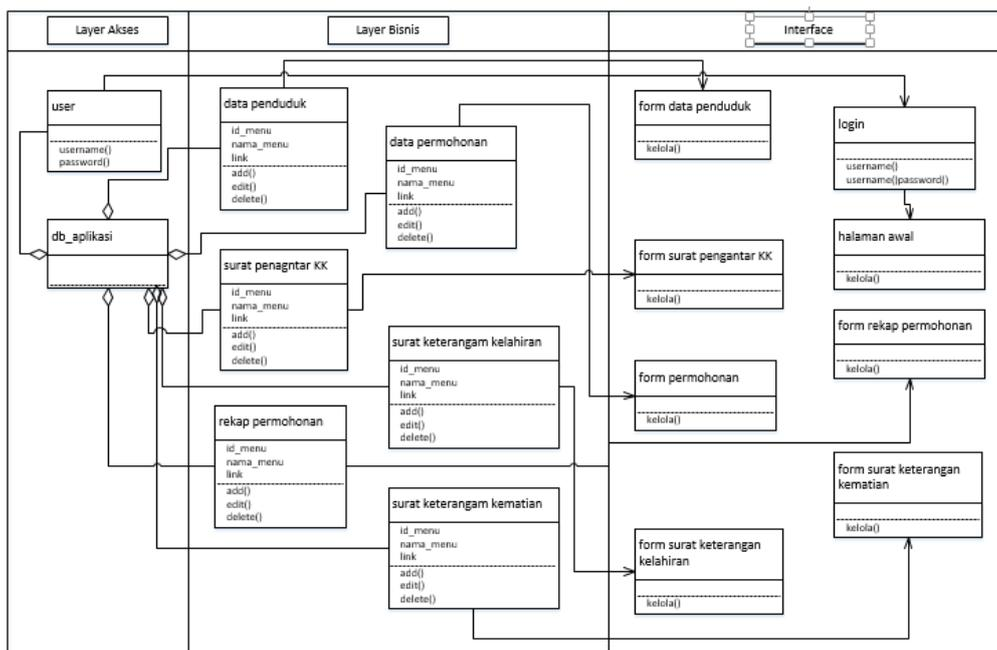 Layer Akses
Layer Bisnis
Interface
user
username()
password()
db_aplikasi
data penduduk
id_menu
nama_menu
link
add()
edit()
delete()
data permohonan
id_menu
nama_menu
link
add()
edit()
delete()
surat penagntar KK
id_menu
nama_menu
link
add()
edit()
delete()
surat keterangam kelahiran
id_menu
nama_menu
link
add()
edit()
delete()
rekap permohonan
id_menu
nama_menu
link
add()
edit()
delete()
surat keterangam kematian
id_menu
nama_menu
link
add()
edit()
delete()
form data penduduk
kelola()
login
username()
username()password()
halaman awal
kelola()
form surat pengantar KK
kelola()
form rekap permohonan
kelola()
form permohonan
kelola()
form surat keterangan
kematian
kelola()
form surat keterangan
kelahiran
kelola()